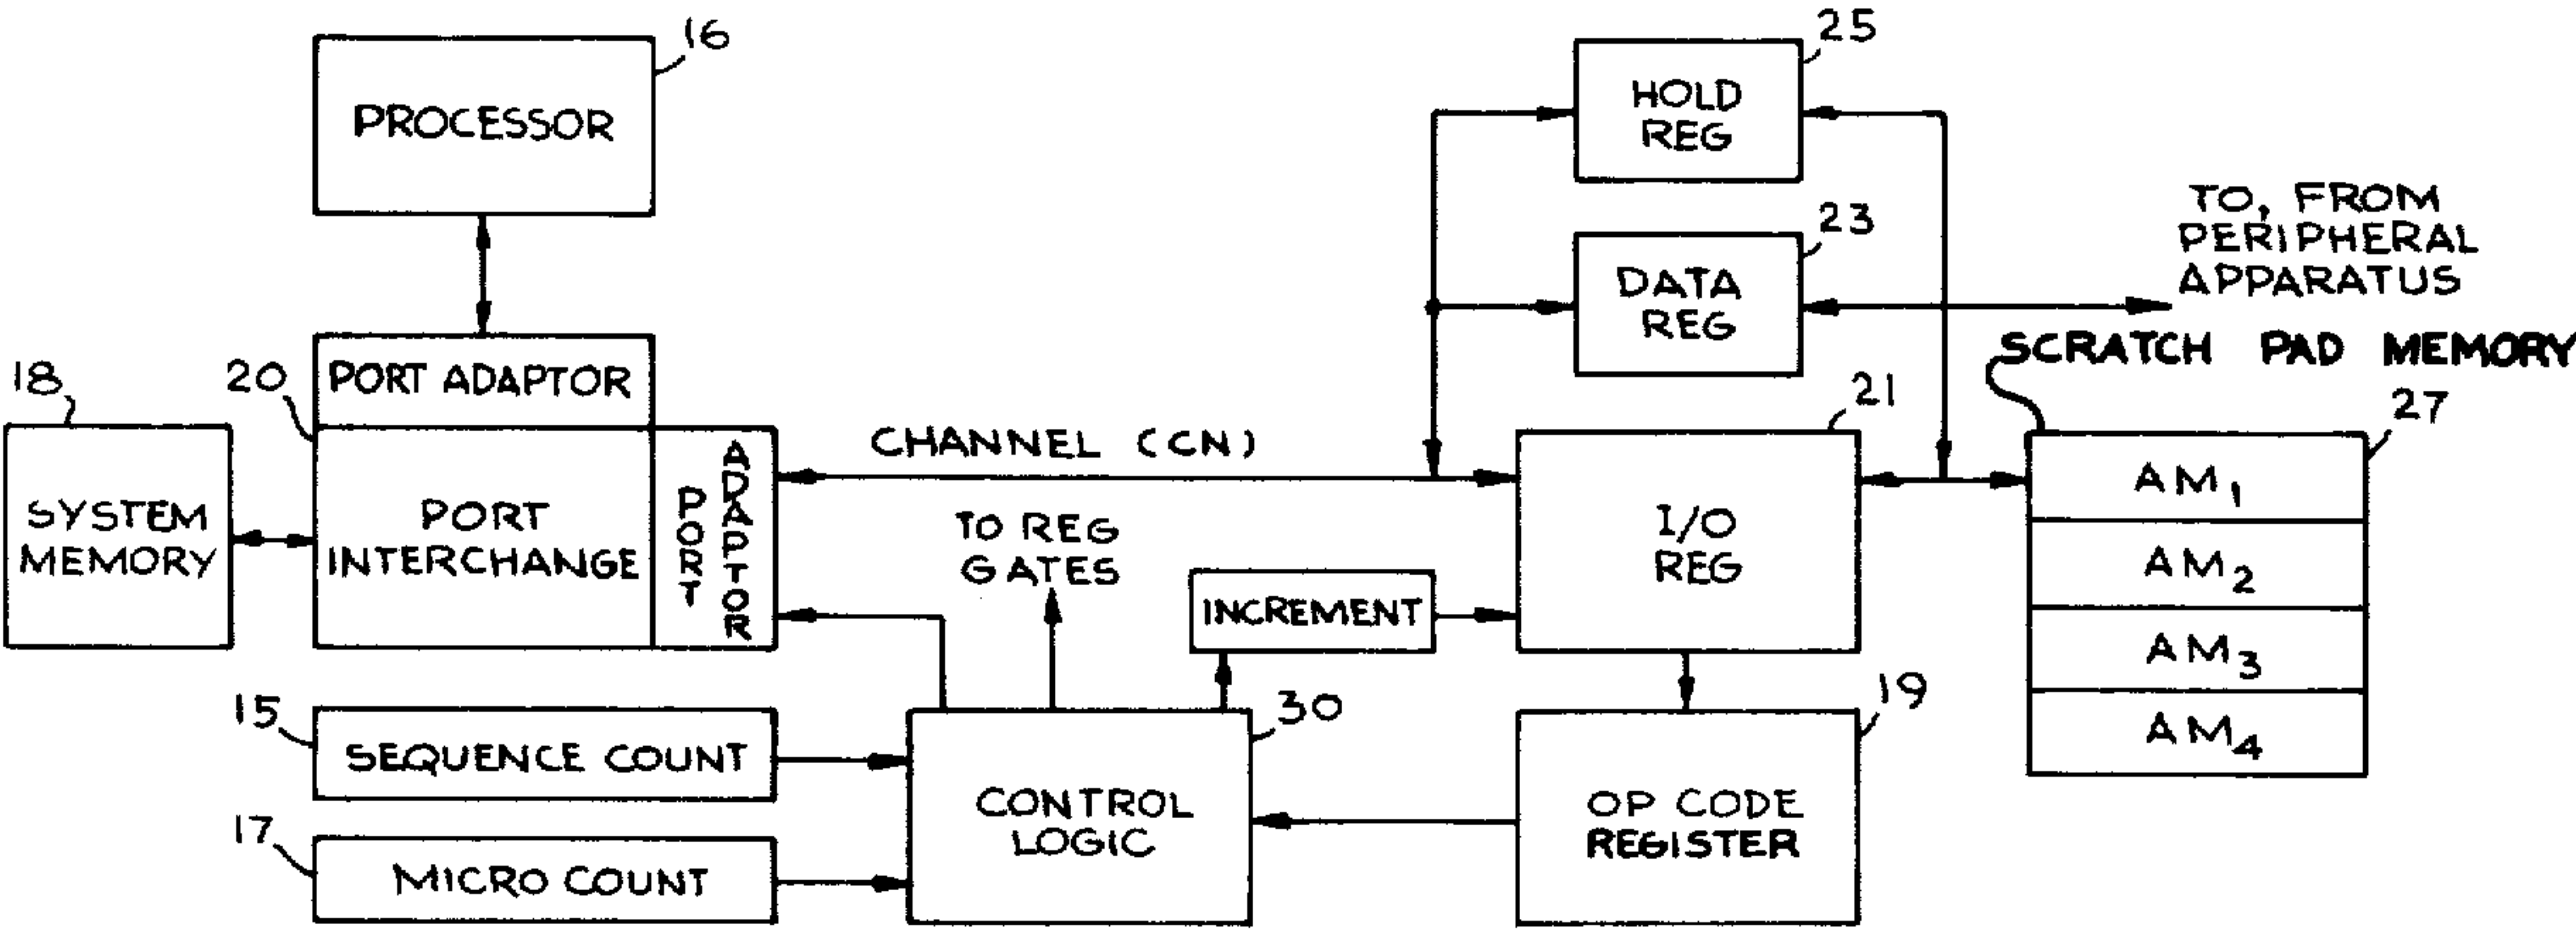 16
PROCESSOR
25
HOLD
REG
23
DATA
REG
TO, FROM
PERIPHERAL
APPARATUS
SCRATCH PAD MEMORY
18
20
PORT ADAPTOR
SYSTEM
MEMORY
PORT
INTERCHANGE
PORT
ADAPTOR
CHANNEL (CN)
TO REG
GATES
INCREMENT
21
I/O
REG
27
AM₁
AM₂
AM₃
AM₄
15
SEQUENCE COUNT
17
MICRO COUNT
30
CONTROL
LOGIC
19
OP CODE
REGISTER